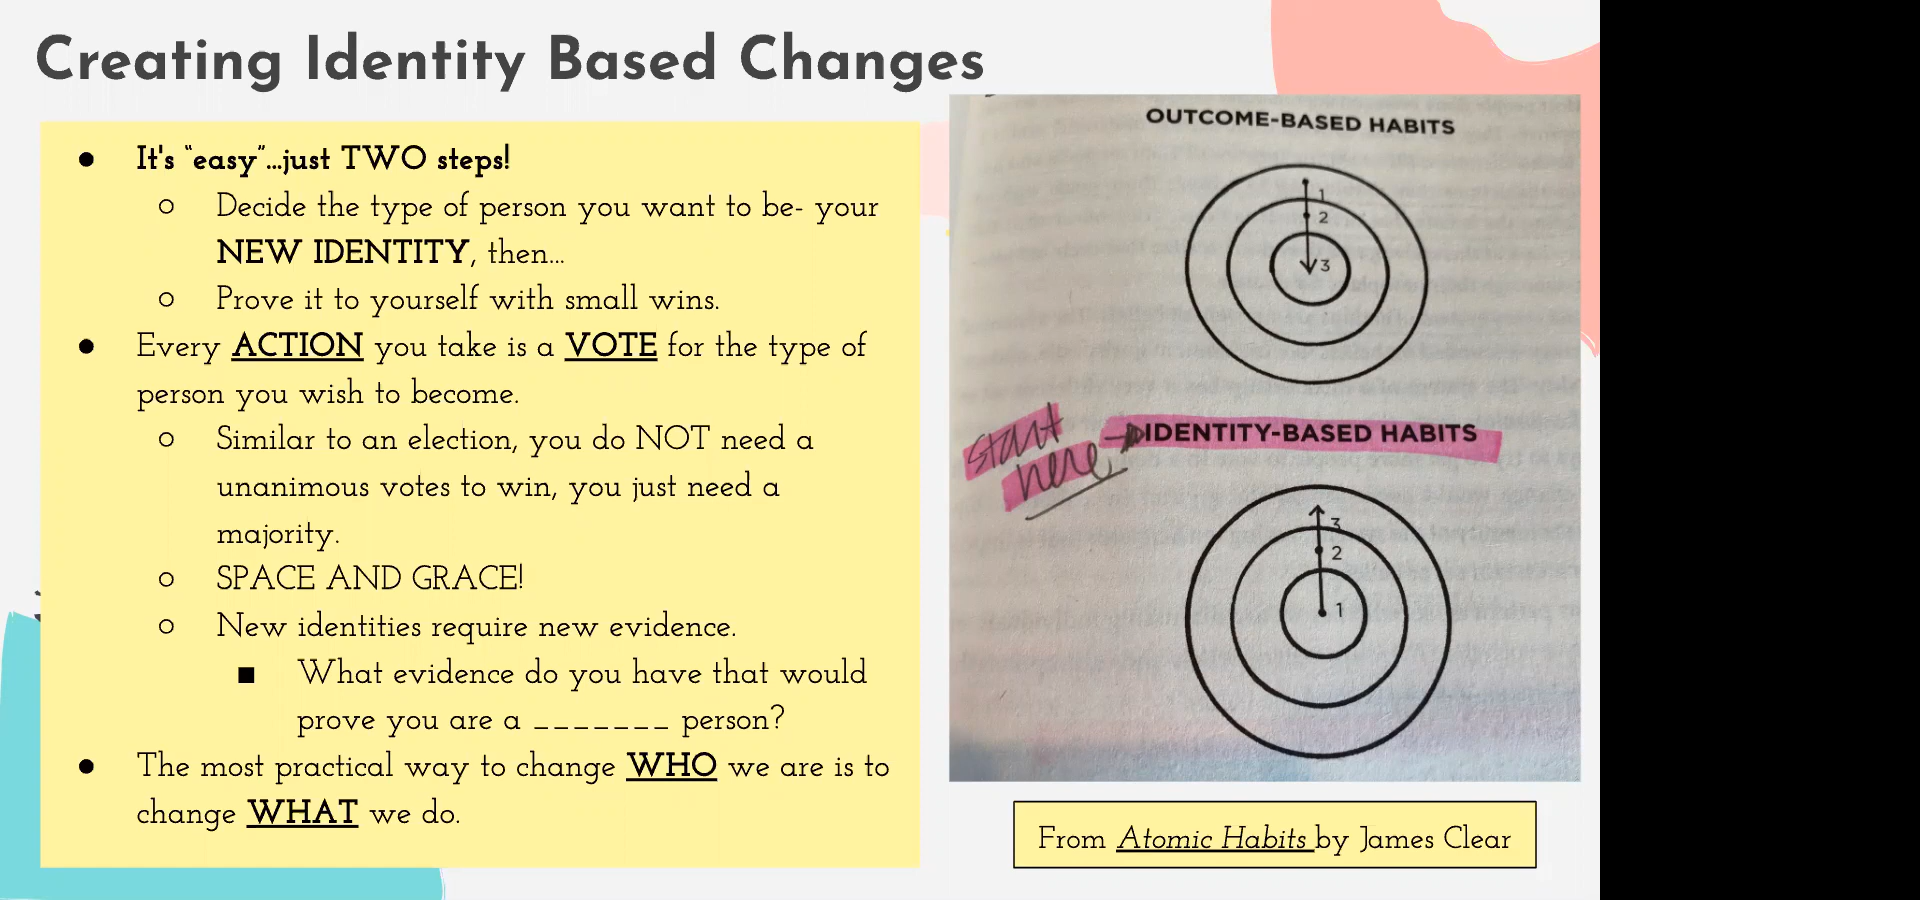 Creating Identity Based Changes
● It's “easy”...just TWO steps!
○ Decide the type of person you want to be- your
NEW IDENTITY, then...
○ Prove it to yourself with small wins.
● Every ACTION you take is a VOTE for the type of
person you wish to become.
○ Similar to an election, you do NOT need a
unanimous votes to win, you just need a
majority.
○ SPACE AND GRACE!
○ New identities require new evidence.
■ What evidence do you have that would
prove you are a _______ person?
● The most practical way to change WHO we are is to
change WHAT we do.
OUTCOME-BASED HABITS
1
2
3
start
here
IDENTITY-BASED HABITS
3
2
1
From Atomic Habits by James Clear